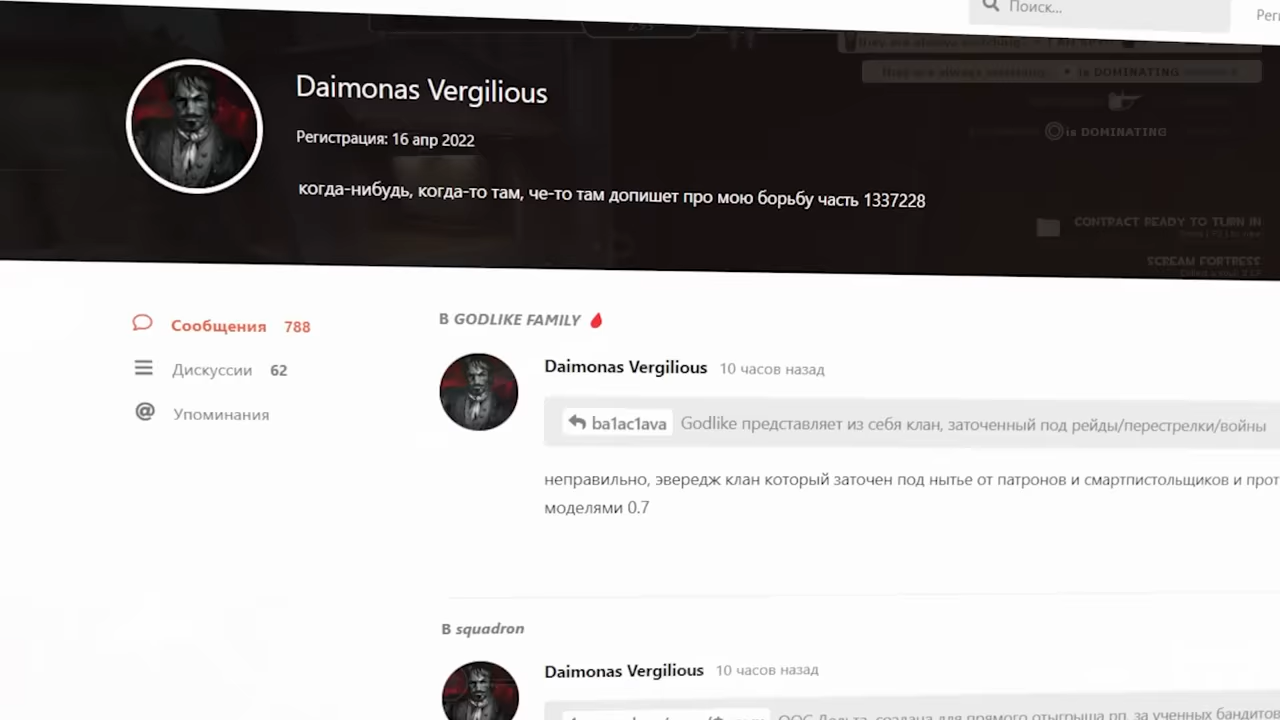 Поиск...
Daimonas Vergilious
is DOMINATING
Регистрация: 16 апр 2022
is DOMINATING
когда-нибудь, когда-то там, че-то там допишет про мою борьбу часть 1337228
CONTRACT READY TO TURN IN
SCREAM FORTRESS
Сообщения 788
Дискуссии 62
Упоминания
В GODLIKE FAMILY
Daimonas Vergilious 10 часов назад
ba1ac1ava Godlike представляет из себя клан, заточенный под рейды/перестрелки/войны
неправильно, эвередж клан который заточен под нытье от патронов и смартпистольщиков и прот
моделями 0.7
В squadron
Daimonas Vergilious 10 часов назад